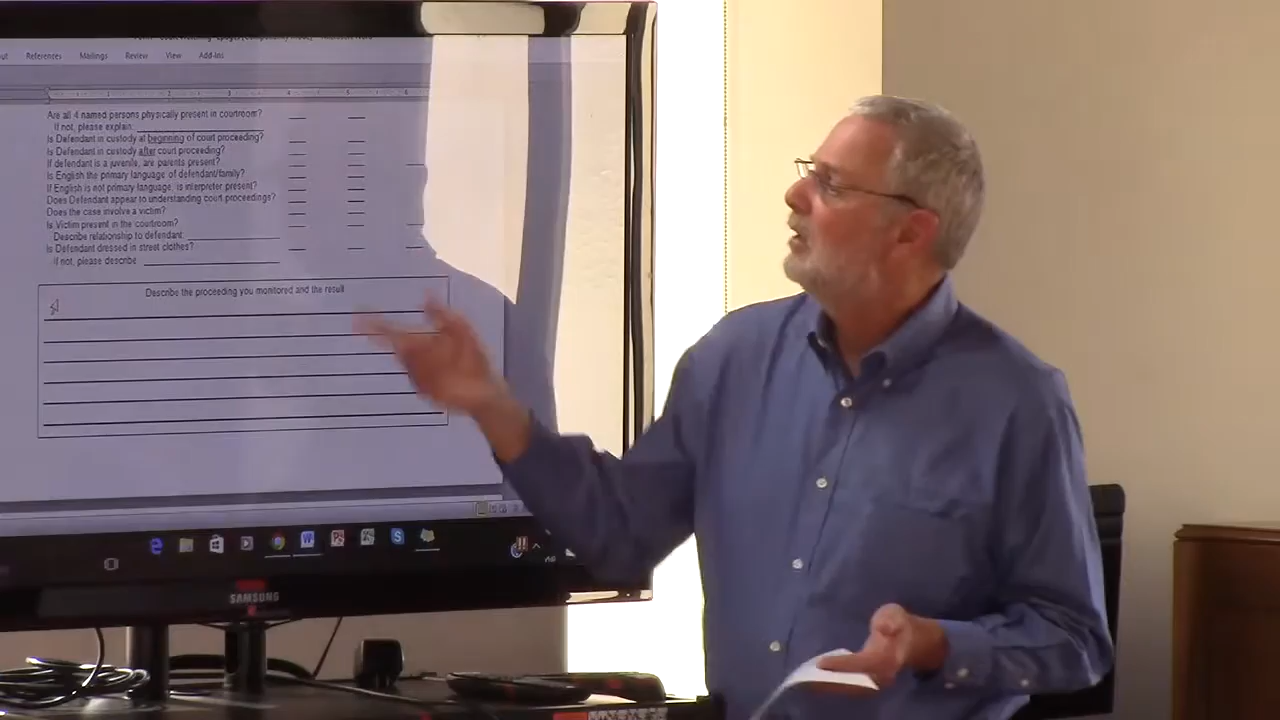 References Mailings Review View Add-Ins
Are all 4 named persons physically present in courtroom?
If not, please explain:
Is Defendant in custody at beginning of court proceeding?
Is Defendant in custody after court proceeding?
If defendant is a juvenile, are parents present?
Is English the primary language of defendant/family?
If English is not primary language, is interpreter present?
Does Defendant appear to understanding court proceedings?
Does the case involve a victim?
Is Victim present in the courtroom?
Describe relationship to defendant
Is Defendant dressed in street clothes?
If not, please describe
Describe the proceeding you monitored and the result
SAMSUNG